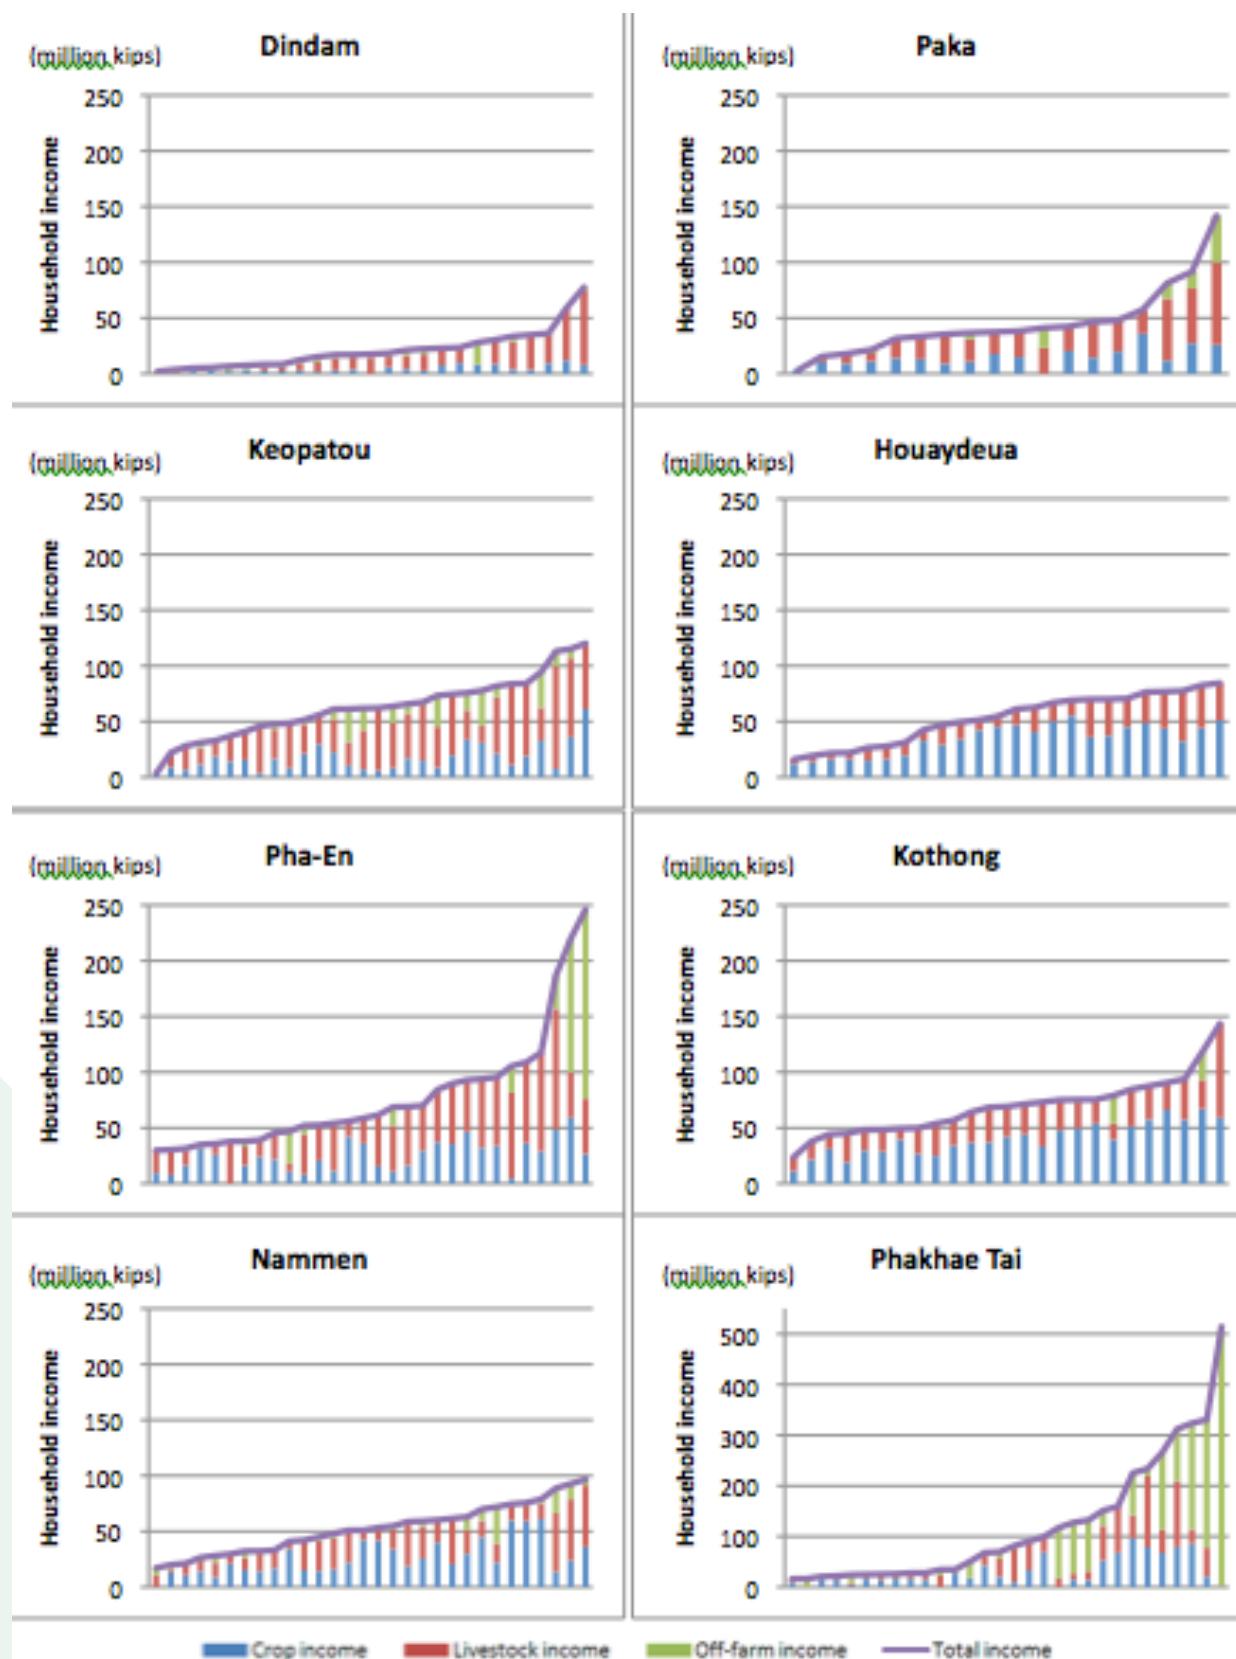 Dindam
(million kips)
Household income
250
200
150
100
50
0
Paka
(million kips)
Household income
250
200
150
100
50
0
Keopatou
(million kips)
Household income
250
200
150
100
50
0
Houaydeua
(million kips)
Household income
250
200
150
100
50
0
Pha-En
(million kips)
Household income
250
200
150
100
50
0
Kothong
(million kips)
Household income
250
200
150
100
50
0
Nammen
(million kips)
Household income
250
200
150
100
50
0
Phakhae Tai
(million kips)
Household income
500
400
300
200
100
0
Crop income Livestock income Off-farm income Total income